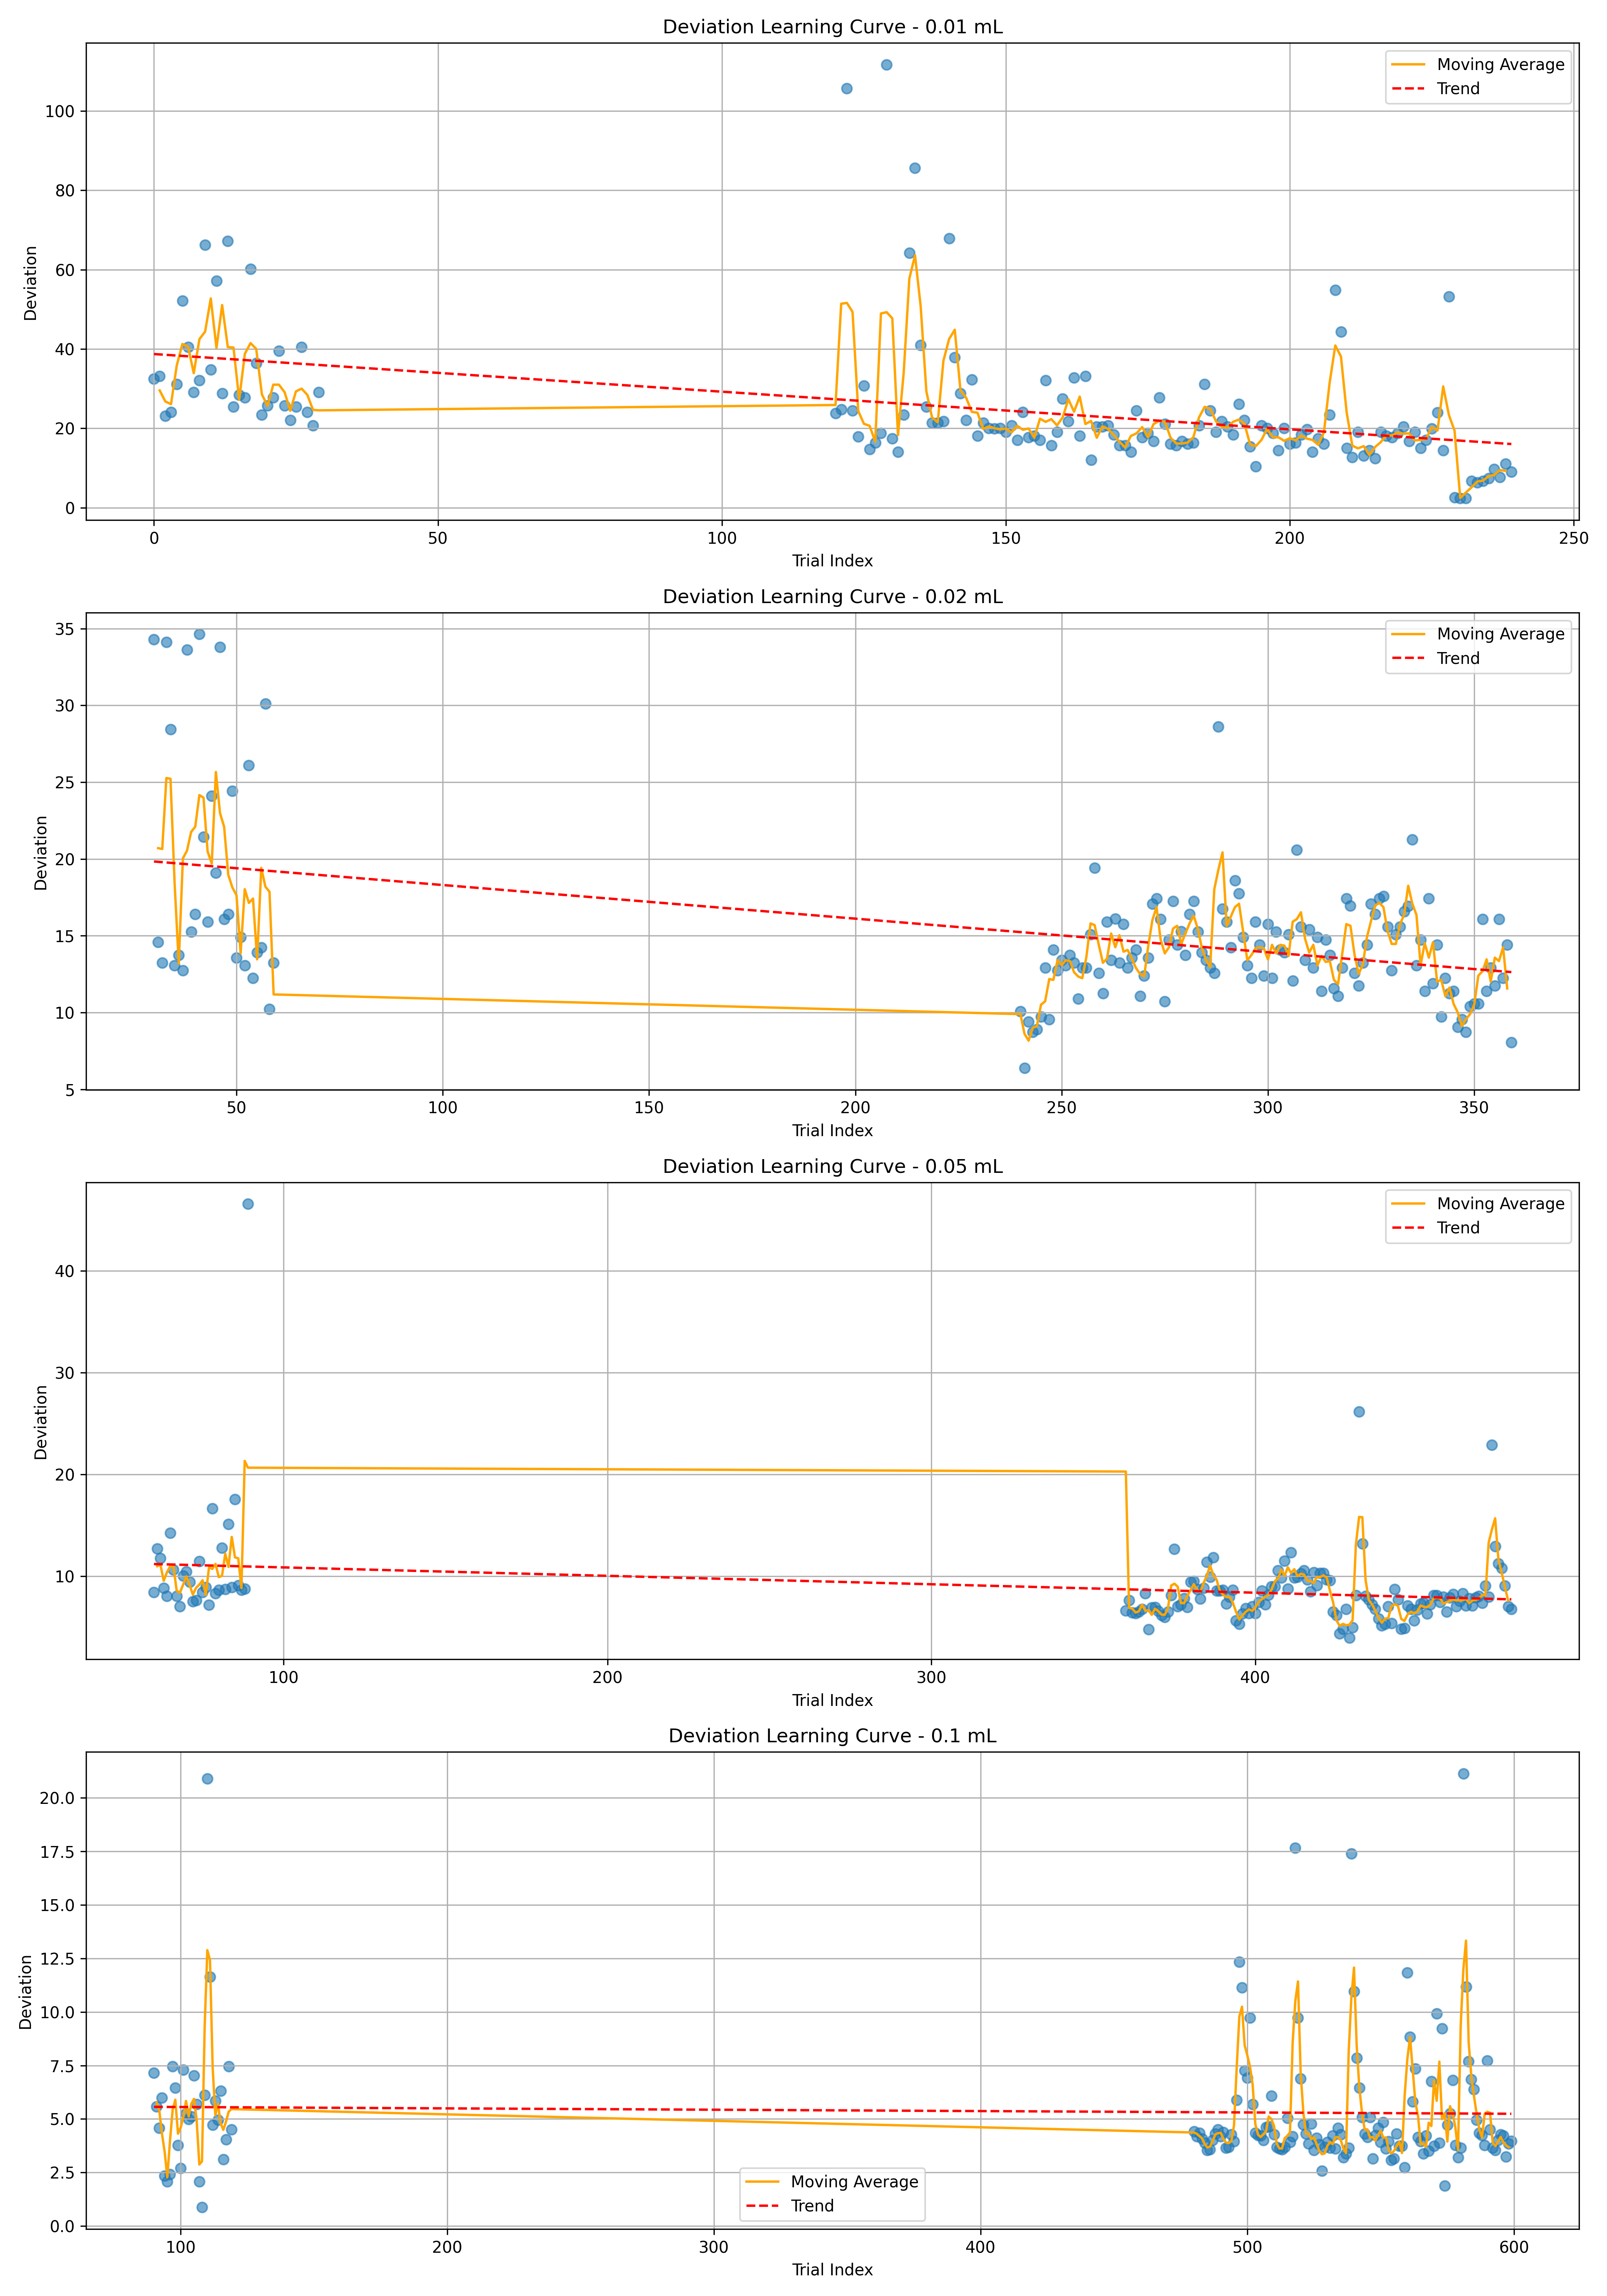 Deviation Learning Curve - 0.01 mL
Moving Average
Trend
Deviation
100
80
60
40
20
0
0 50 100 150 200 250
Trial Index
Deviation Learning Curve - 0.02 mL
Moving Average
Trend
Deviation
35
30
25
20
15
10
5
50 100 150 200 250 300 350
Trial Index
Deviation Learning Curve - 0.05 mL
Moving Average
Trend
Deviation
40
30
20
10
100 200 300 400
Trial Index
Deviation Learning Curve - 0.1 mL
Deviation
20.0
17.5
15.0
12.5
10.0
7.5
5.0
2.5
0.0
Moving Average
Trend
100 200 300 400 500 600
Trial Index